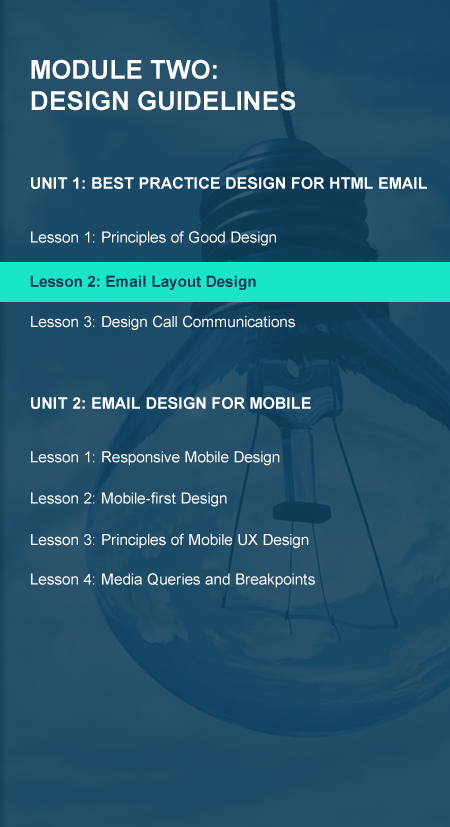 MODULE TWO:
DESIGN GUIDELINES
UNIT 1: BEST PRACTICE DESIGN FOR HTML EMAIL
Lesson 1: Principles of Good Design
Lesson 2: Email Layout Design
Lesson 3: Design Call Communications
UNIT 2: EMAIL DESIGN FOR MOBILE
Lesson 1: Responsive Mobile Design
Lesson 2: Mobile-first Design
Lesson 3: Principles of Mobile UX Design
Lesson 4: Media Queries and Breakpoints